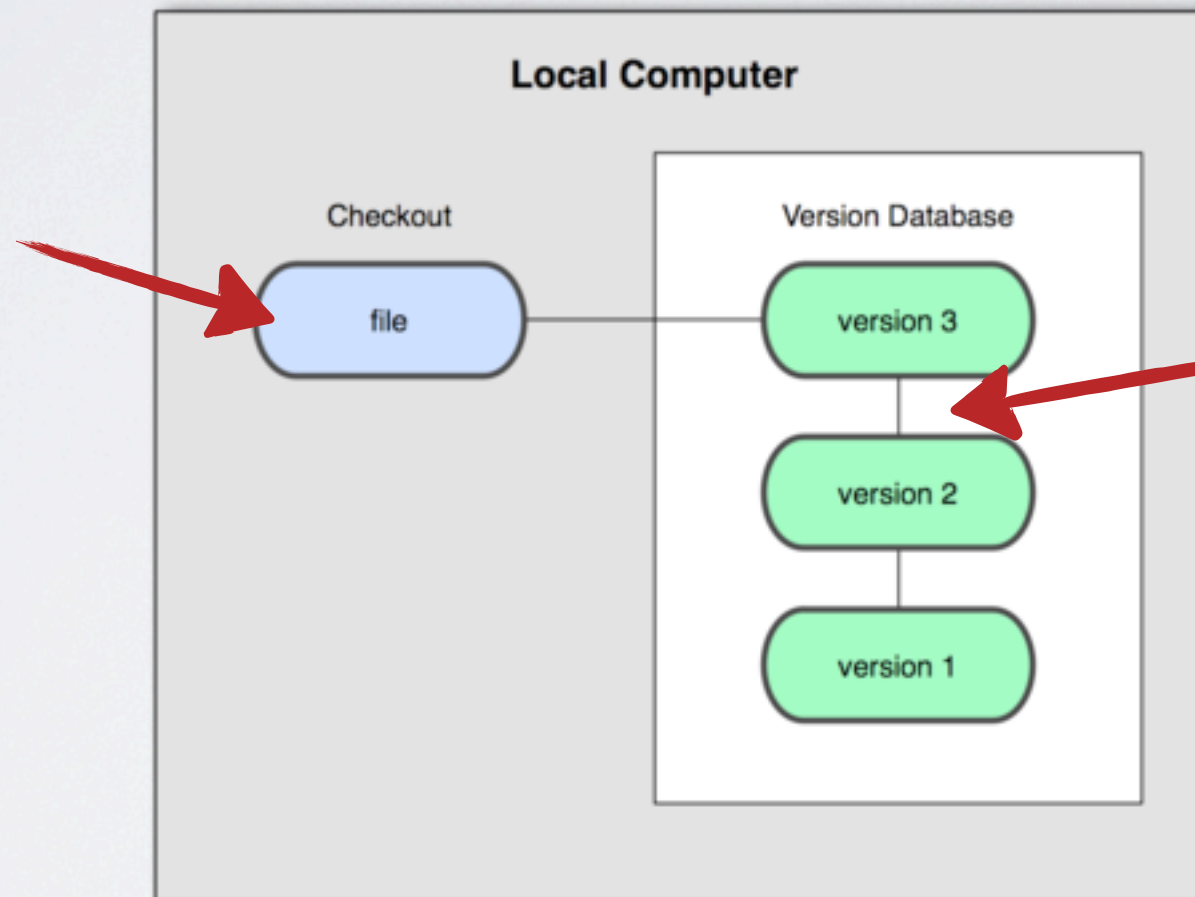 Local Computer
Checkout
Version Database
file
version 3
version 2
version 1